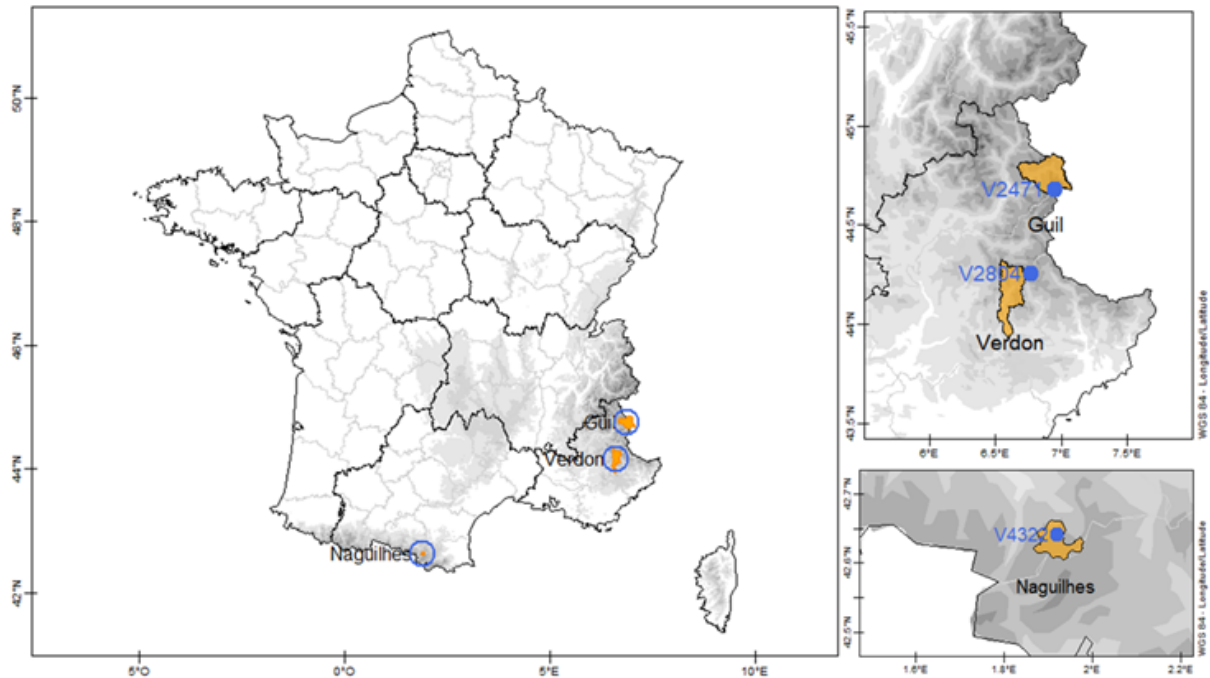 50°N
48°N
46°N
44°N
42°N
Guil
Verdon
Naguilhes
5°O
0°O
5°E
10°E
45.5°N
45°N
44.5°N
44°N
43.5°N
V2471
Guil
V2804
Verdon
6°E
6.5°E
7°E
7.5°E
WGS 84 - Longitude/Latitude
42.7°N
42.6°N
42.5°N
V4322
Naguilhes
1.6°E
1.8°E
2°E
2.2°E
WGS 84 - Longitude/Latitude